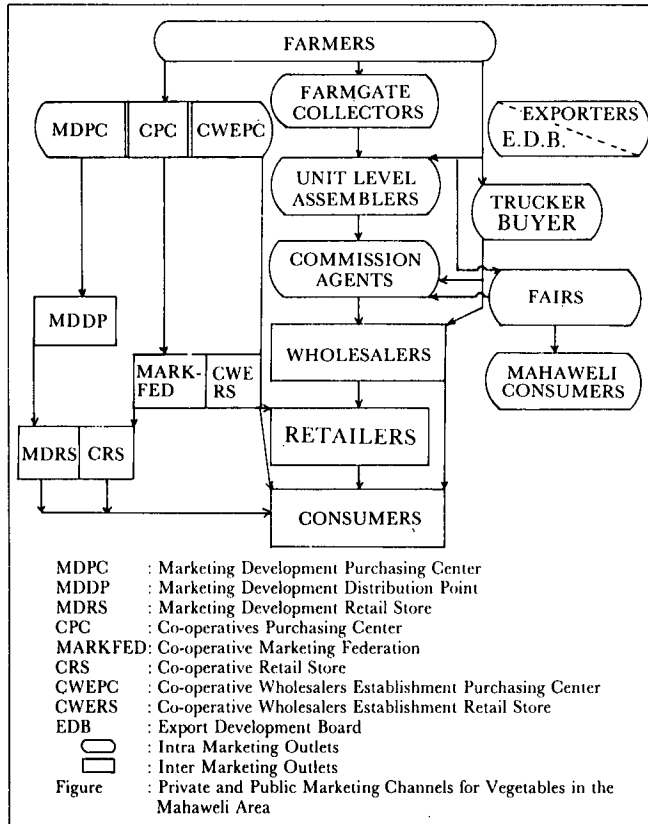 FARMERS
FARMGATE
COLLECTORS
MDPC CPC CWEPC
EXPORTERS
E.D.B.
UNIT LEVEL
ASSEMBLERS
TRUCKER
BUYER
COMMISSION
AGENTS
FAIRS
MDDP
WHOLESALERS
MARK-
FED
CWE
RS
MAHAWELI
CONSUMERS
RETAILERS
MDRS CRS
CONSUMERS
MDPC : Marketing Development Purchasing Center
MDDP : Marketing Development Distribution Point
MDRS : Marketing Development Retail Store
CPC : Co-operatives Purchasing Center
MARKFED: Co-operative Marketing Federation
CRS : Co-operative Retail Store
CWEPC : Co-operative Wholesalers Establishment Purchasing Center
CWERS : Co-operative Wholesalers Establishment Retail Store
EDB : Export Development Board
: Intra Marketing Outlets
: Inter Marketing Outlets
Figure : Private and Public Marketing Channels for Vegetables in the
Mahaweli Area